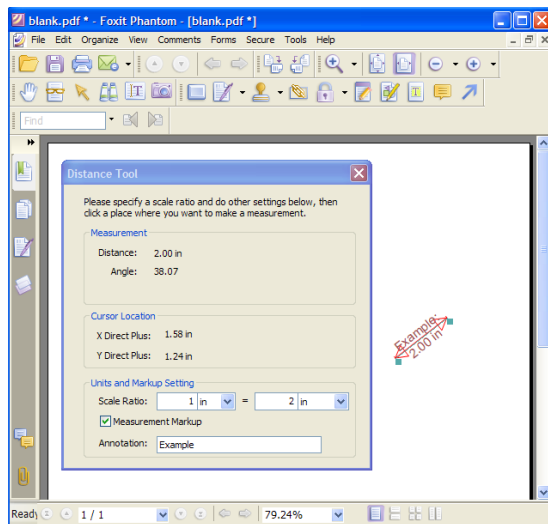 blank.pdf * - Foxit Phantom - [blank.pdf *]
File Edit Organize View Comments Forms Secure Tools Help
Find
Distance Tool
Please specify a scale ratio and do other settings below, then
click a place where you want to make a measurement.
Measurement
Distance: 2.00 in
Angle: 38.07
Cursor Location
X Direct Plus: 1.58 in
Y Direct Plus: 1.24 in
Units and Markup Setting
Scale Ratio: 1 in = 2 in
Measurement Markup
Annotation: Example
Example:
2.00 in
Ready 1 / 1 79.24%